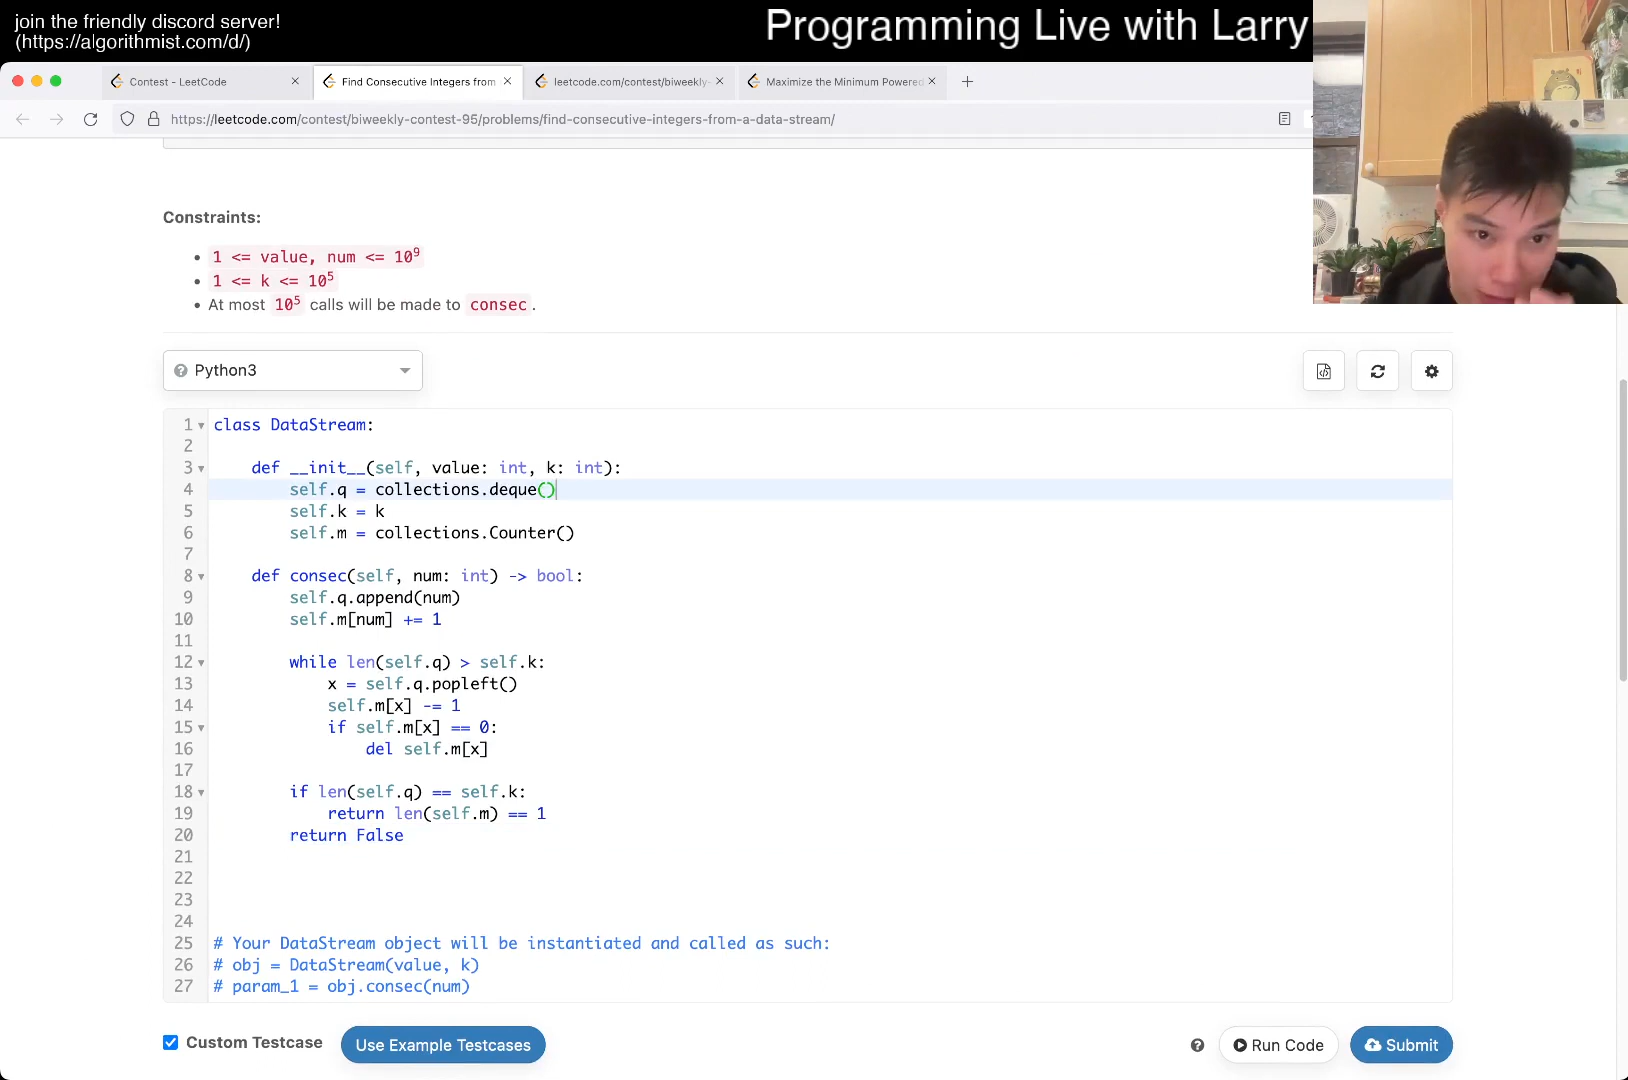 join the friendly discord server!
(https://algorithmist.com/d/)
Programming Live with Larry
Contest - LeetCode
Find Consecutive Integers from
leetcode.com/contest/biweekly-
Maximize the Minimum Powered
https://leetcode.com/contest/biweekly-contest-95/problems/find-consecutive-integers-from-a-data-stream/
Constraints:
• 1 <= value, num <= 10⁹
• 1 <= k <= 10⁵
• At most 10⁵ calls will be made to consec.
Python3
1 class DataStream:
2
3 def __init__(self, value: int, k: int):
4 self.q = collections.deque()
5 self.k = k
6 self.m = collections.Counter()
7
8 def consec(self, num: int) -> bool:
9 self.q.append(num)
10 self.m[num] += 1
11
12 while len(self.q) > self.k:
13 x = self.q.popleft()
14 self.m[x] -= 1
15 if self.m[x] == 0:
16 del self.m[x]
17
18 if len(self.q) == self.k:
19 return len(self.m) == 1
20 return False
21
22
23
24
25 # Your DataStream object will be instantiated and called as such:
26 # obj = DataStream(value, k)
27 # param_1 = obj.consec(num)
Custom Testcase
Use Example Testcases
Run Code
Submit